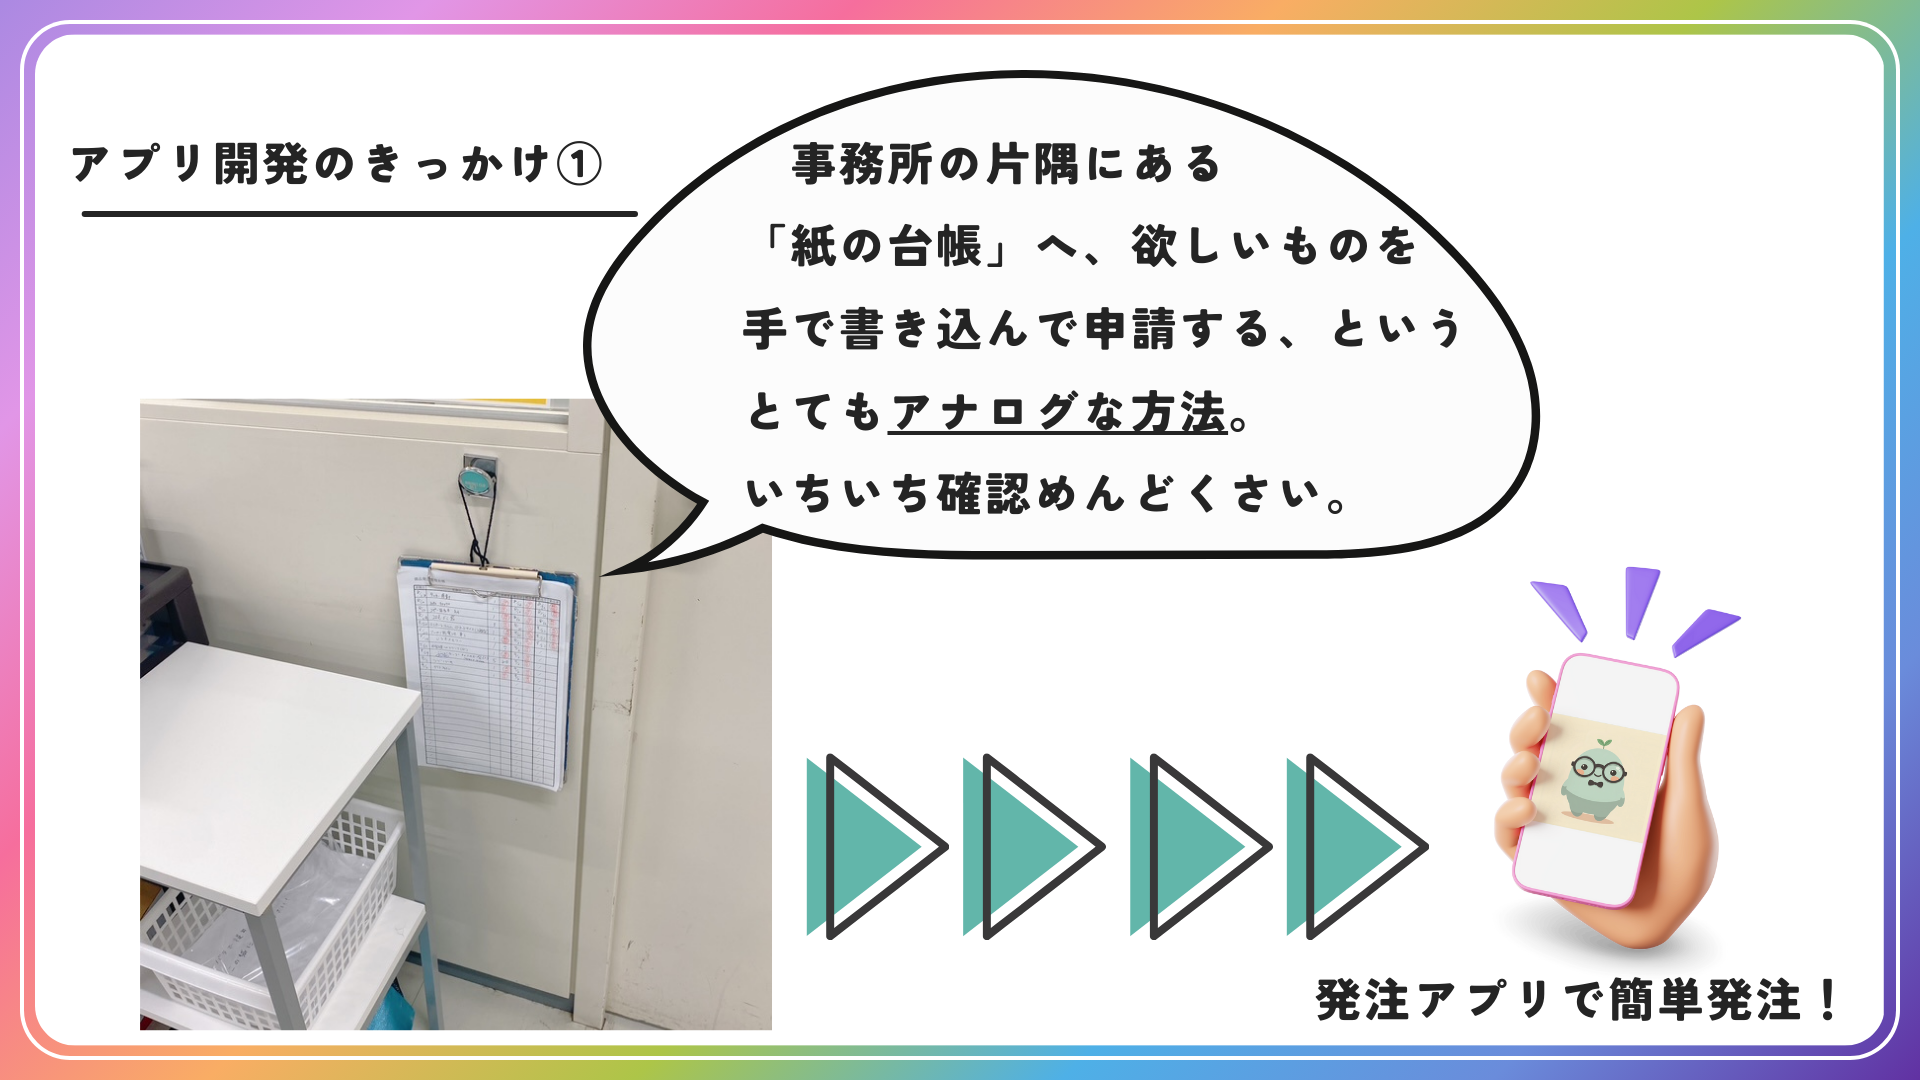 アプリ開発のきっかけ①
事務所の片隅にある
「紙の台帳」へ、欲しいものを
手で書き込んで申請する、という
とてもアナログな方法。
いちいち確認めんどくさい。
発注アプリで簡単発注！